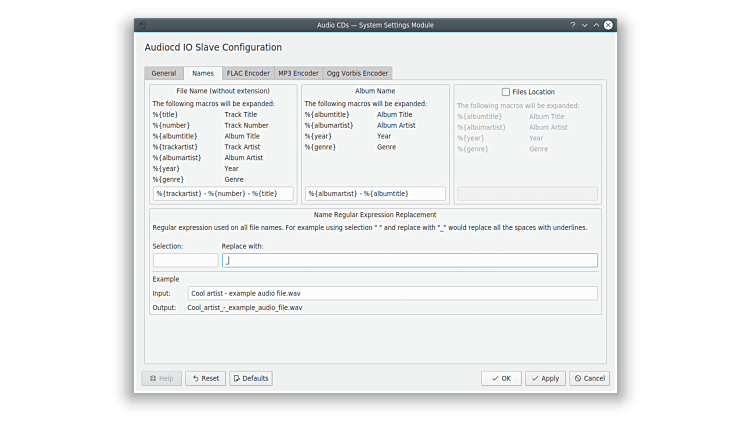 Audio CDs — System Settings Module
?
Audiocd IO Slave Configuration
General Names FLAC Encoder MP3 Encoder Ogg Vorbis Encoder
File Name (without extension)
The following macros will be expanded:
%{title} Track Title
%{number} Track Number
%{albumtitle} Album Title
%{trackartist} Track Artist
%{albumartist} Album Artist
%{year} Year
%{genre} Genre
%{trackartist} - %{number} - %{title}
Album Name
The following macros will be expanded:
%{albumtitle} Album Title
%{albumartist} Album Artist
%{year} Year
%{genre} Genre
%{albumartist} - %{albumtitle}
Files Location
The following macros will be expanded:
%{albumtitle} Album Title
%{albumartist} Album Artist
%{year} Year
%{genre} Genre
Name Regular Expression Replacement
Regular expression used on all file names. For example using selection " " and replace with "_" would replace all the spaces with underlines.
Selection: Replace with:
_
Example
Input: Cool artist - example audio file.wav
Output: Cool_artist_-_example_audio_file.wav
Help Reset Defaults OK Apply Cancel